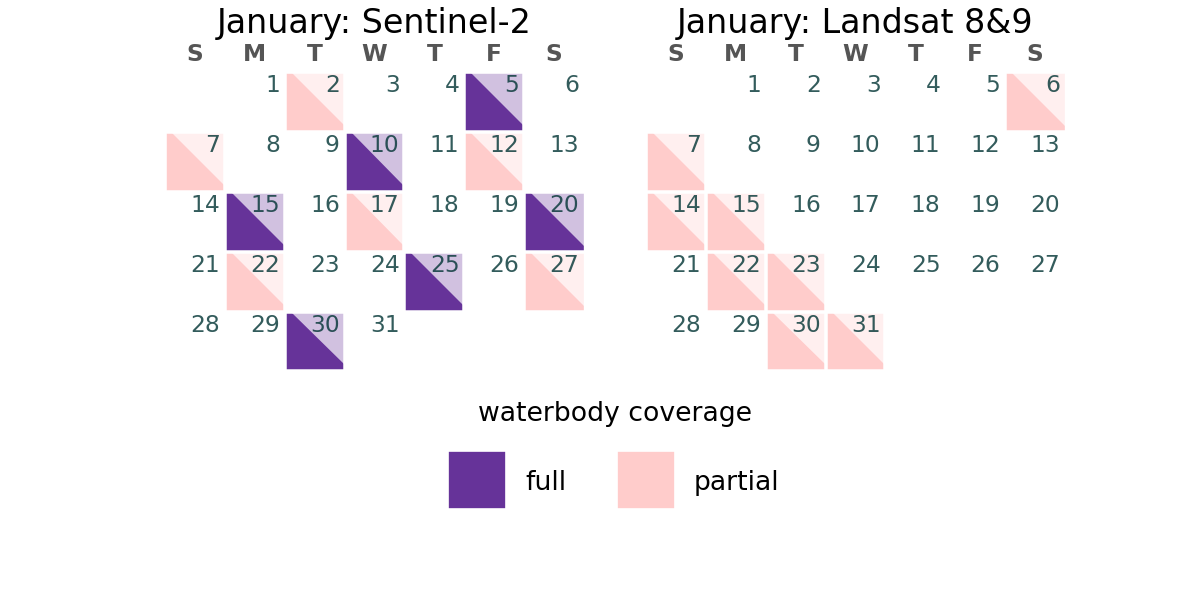 January: Sentinel-2
S M T W T F S
1 2 3 4 5 6
7 8 9 10 11 12 13
14 15 16 17 18 19 20
21 22 23 24 25 26 27
28 29 30 31
January: Landsat 8&9
S M T W T F S
1 2 3 4 5 6
7 8 9 10 11 12 13
14 15 16 17 18 19 20
21 22 23 24 25 26 27
28 29 30 31
waterbody coverage
full partial